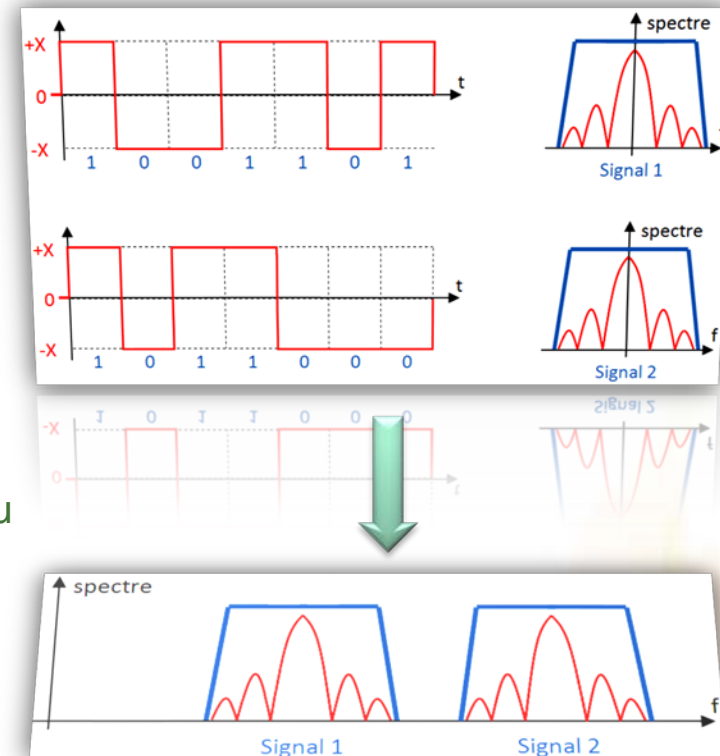 spectre
+X
0
t
-X
1 0 0 1 1 0 1
Signal 1
spectre
+X
0
t
-X
f
1 0 1 1 0 0 0
Signal 2
u
spectre
f
Signal 1 Signal 2